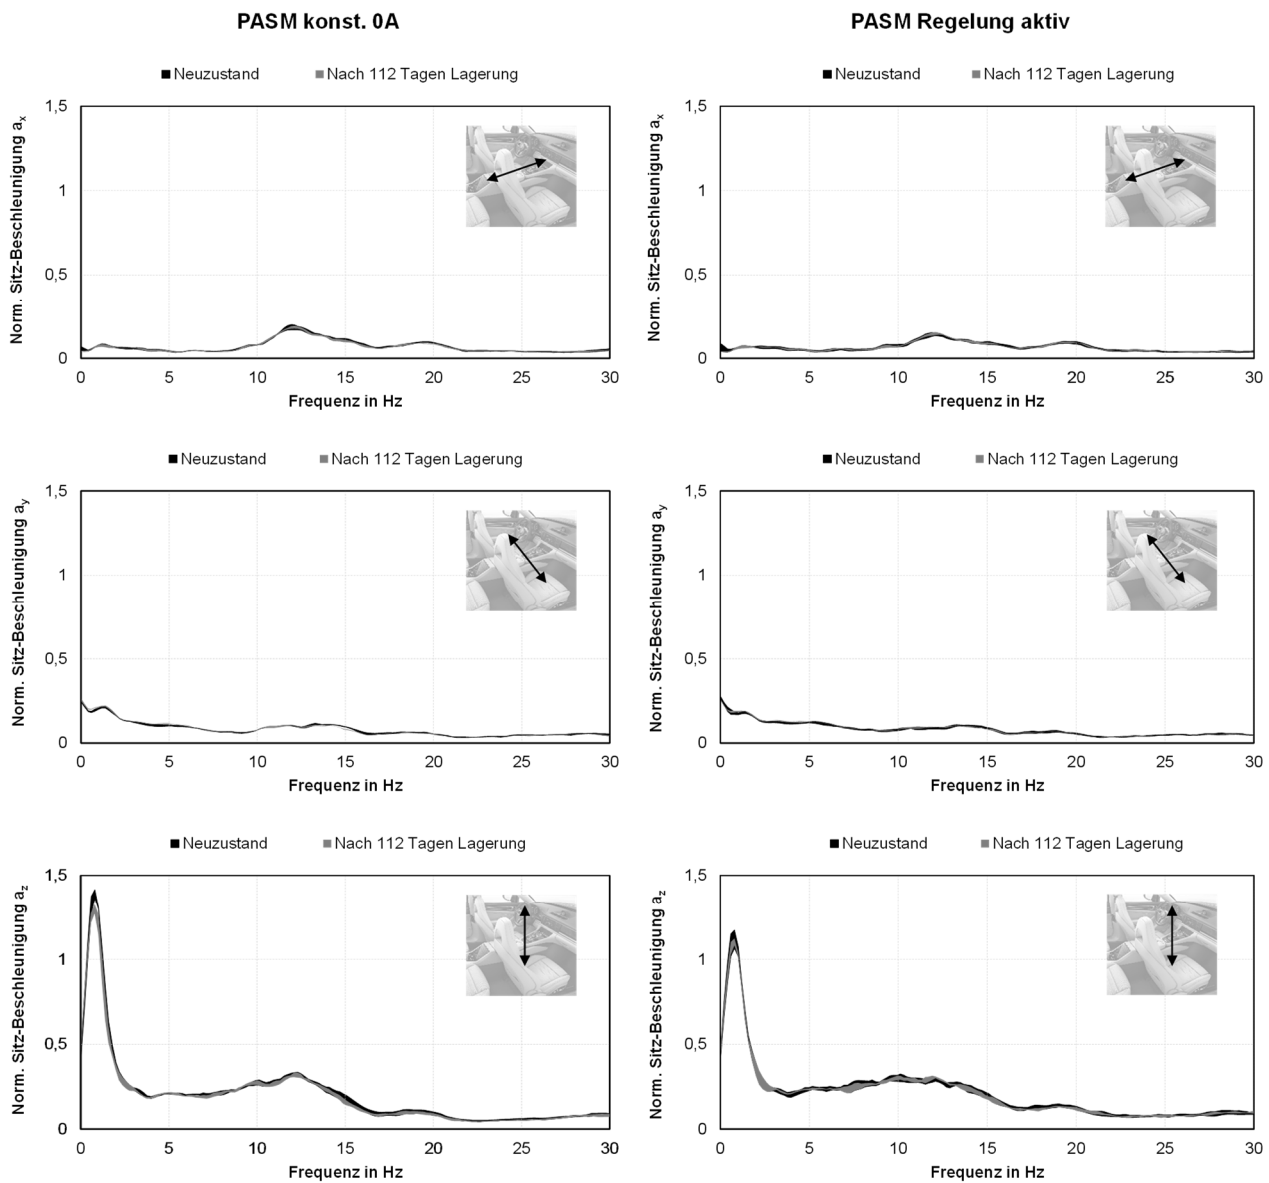 PASM konst. 0A
PASM Regelung aktiv
Neuzustand Nach 112 Tagen Lagerung
Norm. Sitz-Beschleunigung aₓ
1,5
1
0,5
0
0 5 10 15 20 25 30
Frequenz in Hz
Neuzustand Nach 112 Tagen Lagerung
Norm. Sitz-Beschleunigung aₓ
1,5
1
0,5
0
0 5 10 15 20 25 30
Frequenz in Hz
Neuzustand Nach 112 Tagen Lagerung
Norm. Sitz-Beschleunigung a_y
1,5
1
0,5
0
0 5 10 15 20 25 30
Frequenz in Hz
Neuzustand Nach 112 Tagen Lagerung
Norm. Sitz-Beschleunigung a_y
1,5
1
0,5
0
0 5 10 15 20 25 30
Frequenz in Hz
Neuzustand Nach 112 Tagen Lagerung
Norm. Sitz-Beschleunigung a_z
1,5
1
0,5
0
0 5 10 15 20 25 30
Frequenz in Hz
Neuzustand Nach 112 Tagen Lagerung
Norm. Sitz-Beschleunigung a_z
1,5
1
0,5
0
0 5 10 15 20 25 30
Frequenz in Hz